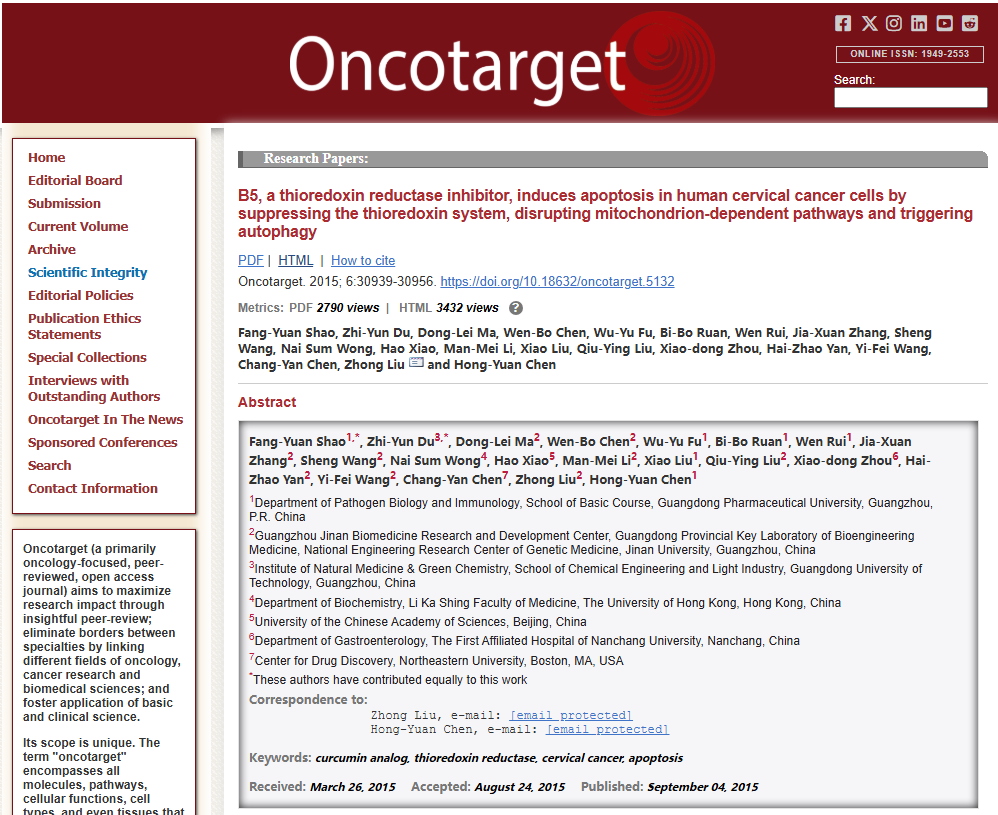 Oncotarget
ONLINE ISSN: 1949-2553
Search:
Home
Editorial Board
Submission
Current Volume
Archive
Scientific Integrity
Editorial Policies
Publication Ethics
Statements
Special Collections
Interviews with
Outstanding Authors
Oncotarget In The News
Sponsored Conferences
Search
Contact Information
Oncotarget (a primarily
oncology-focused, peer-
reviewed, open access
journal) aims to maximize
research impact through
insightful peer-review;
eliminate borders between
specialties by linking
different fields of oncology,
cancer research and
biomedical sciences; and
foster application of basic
and clinical science.
Its scope is unique. The
term "oncotarget"
encompasses all
molecules, pathways,
cellular functions, cell
types, and even tissues that
Research Papers:
B5, a thioredoxin reductase inhibitor, induces apoptosis in human cervical cancer cells by
suppressing the thioredoxin system, disrupting mitochondrion-dependent pathways and triggering
autophagy
PDF | HTML | How to cite
Oncotarget. 2015; 6:30939-30956. https://doi.org/10.18632/oncotarget.5132
Metrics: PDF 2790 views | HTML 3432 views ?
Fang-Yuan Shao, Zhi-Yun Du, Dong-Lei Ma, Wen-Bo Chen, Wu-Yu Fu, Bi-Bo Ruan, Wen Rui, Jia-Xuan Zhang, Sheng
Wang, Nai Sum Wong, Hao Xiao, Man-Mei Li, Xiao Liu, Qiu-Ying Liu, Xiao-dong Zhou, Hai-Zhao Yan, Yi-Fei Wang,
Chang-Yan Chen, Zhong Liu and Hong-Yuan Chen
Abstract
Fang-Yuan Shao1,*, Zhi-Yun Du3,*, Dong-Lei Ma2, Wen-Bo Chen2, Wu-Yu Fu1, Bi-Bo Ruan1, Wen Rui1, Jia-Xuan
Zhang2, Sheng Wang2, Nai Sum Wong4, Hao Xiao5, Man-Mei Li2, Xiao Liu1, Qiu-Ying Liu2, Xiao-dong Zhou6, Hai-
Zhao Yan2, Yi-Fei Wang2, Chang-Yan Chen7, Zhong Liu2, Hong-Yuan Chen1
1Department of Pathogen Biology and Immunology, School of Basic Course, Guangdong Pharmaceutical University, Guangzhou,
P.R. China
2Guangzhou Jinan Biomedicine Research and Development Center, Guangdong Provincial Key Laboratory of Bioengineering
Medicine, National Engineering Research Center of Genetic Medicine, Jinan University, Guangzhou, China
3Institute of Natural Medicine & Green Chemistry, School of Chemical Engineering and Light Industry, Guangdong University of
Technology, Guangzhou, China
4Department of Biochemistry, Li Ka Shing Faculty of Medicine, The University of Hong Kong, Hong Kong, China
5University of the Chinese Academy of Sciences, Beijing, China
6Department of Gastroenterology, The First Affiliated Hospital of Nanchang University, Nanchang, China
7Center for Drug Discovery, Northeastern University, Boston, MA, USA
*These authors have contributed equally to this work
Correspondence to:
Zhong Liu, e-mail: [email protected]
Hong-Yuan Chen, e-mail: [email protected]
Keywords: curcumin analog, thioredoxin reductase, cervical cancer, apoptosis
Received: March 26, 2015 Accepted: August 24, 2015 Published: September 04, 2015